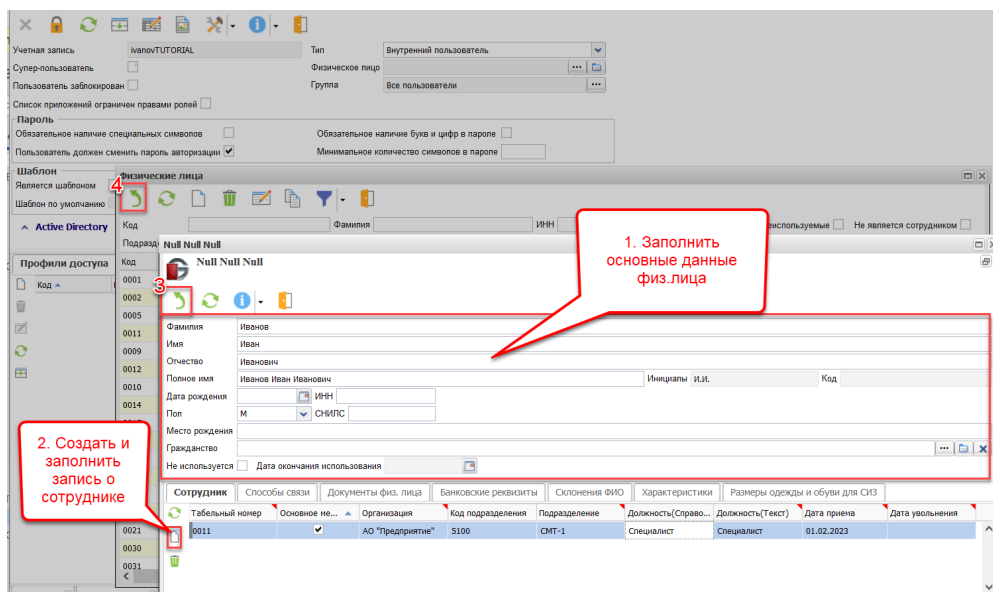 Учетная запись ivanovTUTORIAL Тип Внутренний пользователь
Супер-пользователь Физическое лицо
Пользователь заблокирован Группа Все пользователи
Список приложений ограничен правами ролей
Пароль
Обязательное наличие специальных символов Обязательное наличие букв и цифр в пароле
Пользователь должен сменить пароль авторизации Минимальное количество символов в пароле
Шаблон
Является шаблоном
Шаблон по умолчанию
Active Directory
Профили доступа
Код
Физические лица
4
Код Фамилия ИНН Не является сотрудником
Код
0001
0002
0005
0011
0009
0012
0010
0014
0021
0030
0031
Null Null Null
Null Null Null
3
1. Заполнить
основные данные
физ.лица
Фамилия Иванов
Имя Иван
Отчество Иванович
Полное имя Иванов Иван Иванович Инициалы И.И. Код
Дата рождения ИНН
Пол М СНИЛС
Место рождения
Гражданство
Не используется Дата окончания использования
2. Создать и
заполнить
запись о
сотруднике
Сотрудник Способы связи Документы физ. лица Банковские реквизиты Склонения ФИО Характеристики Размеры одежды и обуви для СИЗ
Табельный номер Основное не... Организация Код подразделения Подразделение Должность(Справо... Должность(Текст) Дата приема Дата увольнения
0011 АО "Предприятие" 5100 СМТ-1 Специалист Специалист 01.02.2023